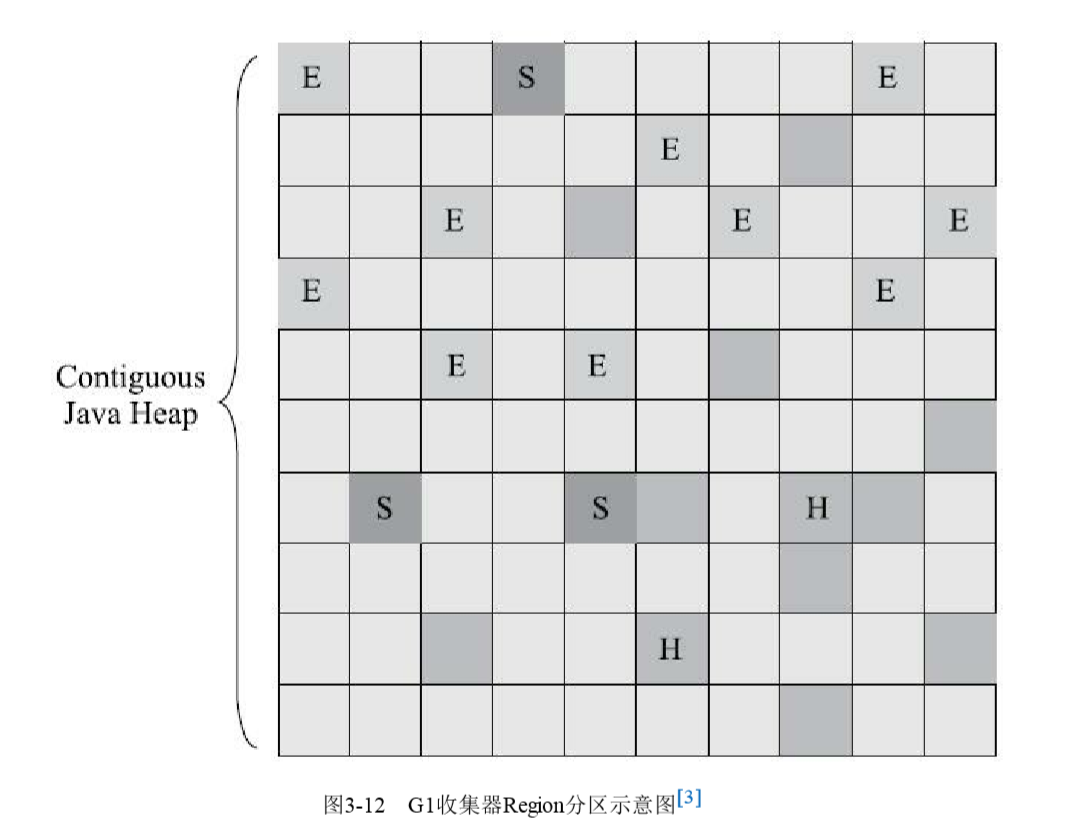 E S E
E
E E E
E E
Contiguous
Java Heap
E E
S S H
H
图3-12 G1收集器Region分区示意图[3]